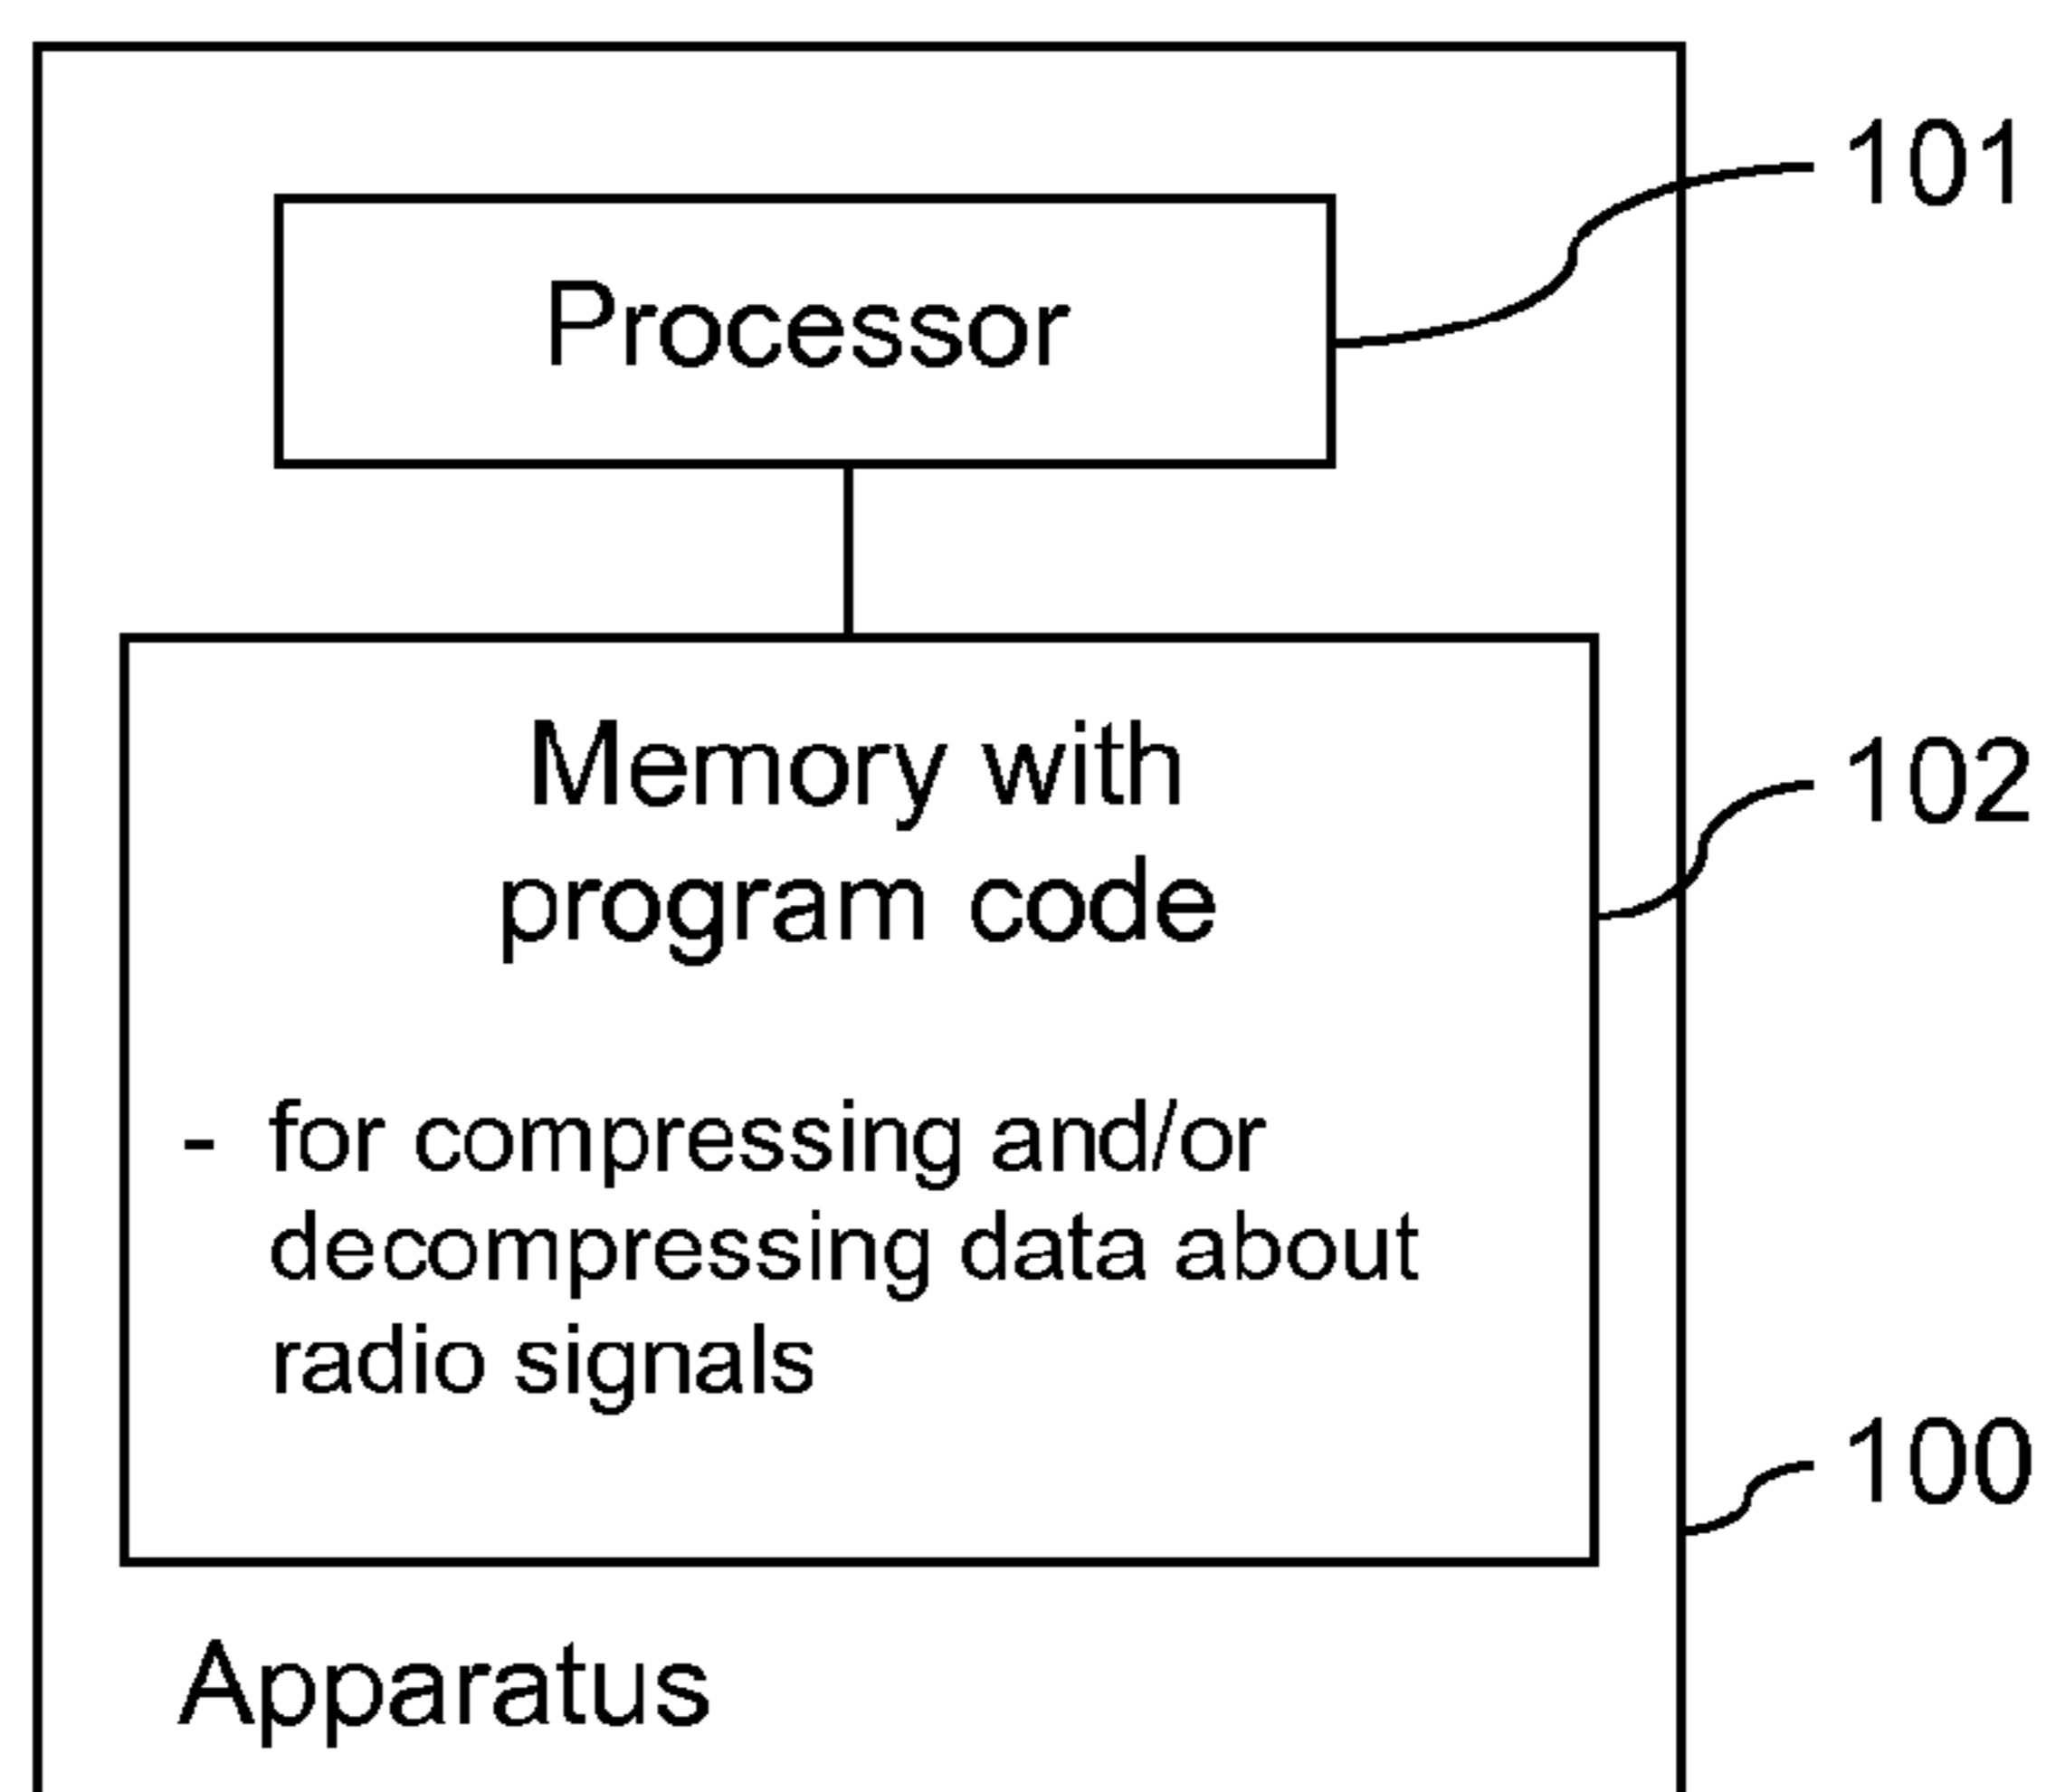 101
Processor
Memory with
102
program code
- for compressing and/or
decompressing data about
radio signals
100
Apparatus